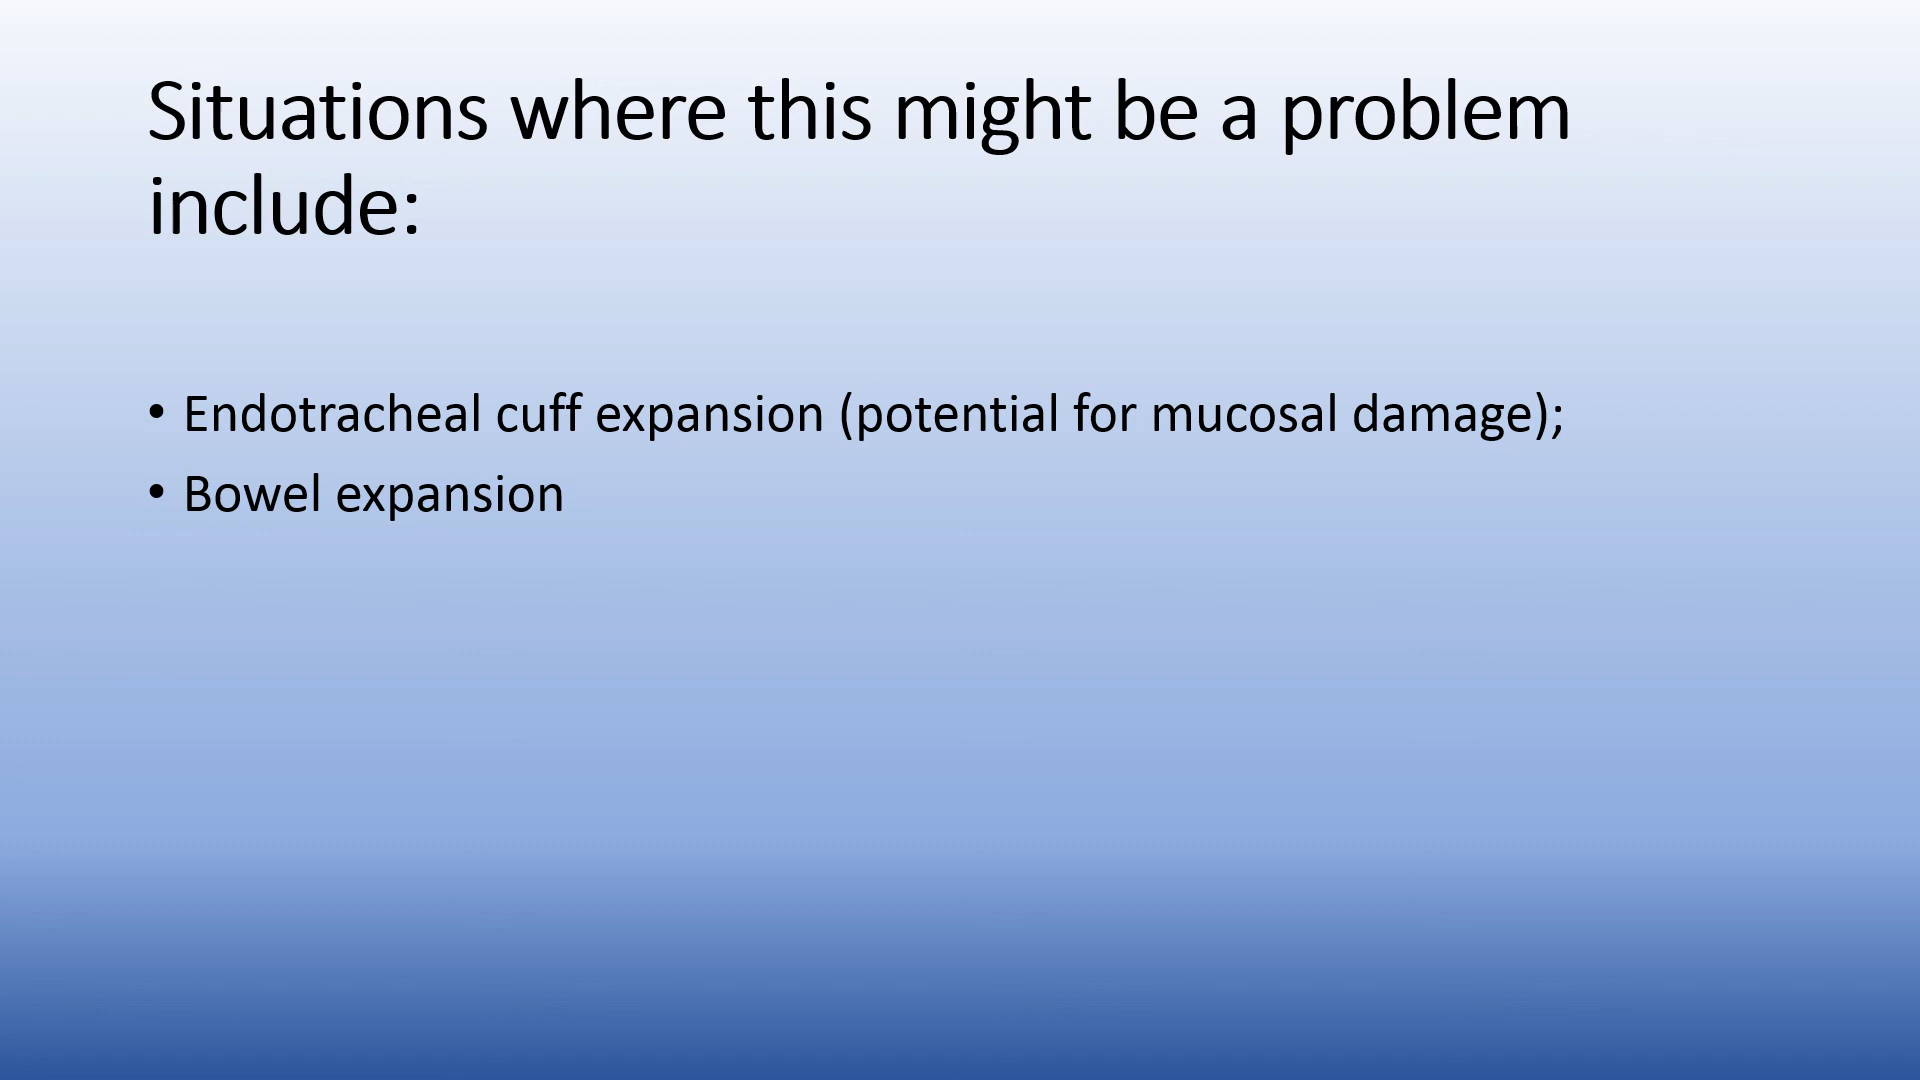 Situations where this might be a problem
include:
• Endotracheal cuff expansion (potential for mucosal damage);
• Bowel expansion